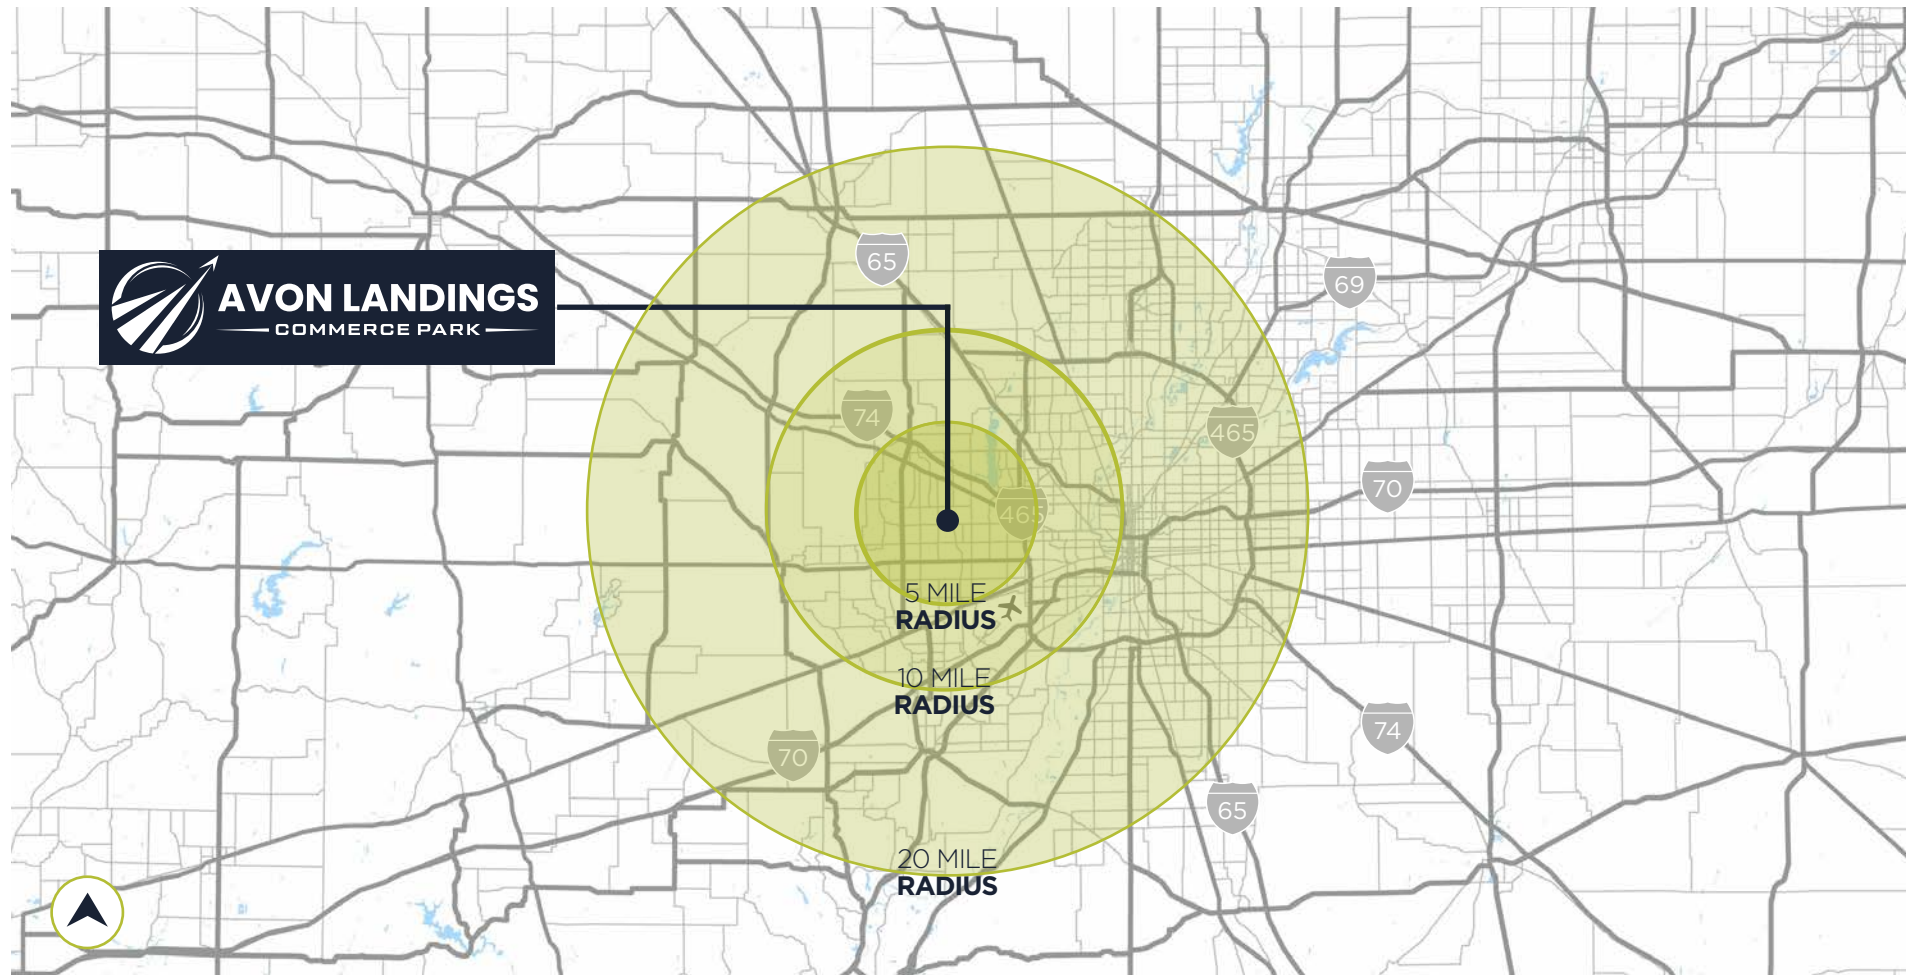 65
69
AVON LANDINGS
COMMERCE PARK
74
465
70
465
5 MILE
RADIUS
10 MILE
RADIUS
74
70
65
20 MILE
RADIUS